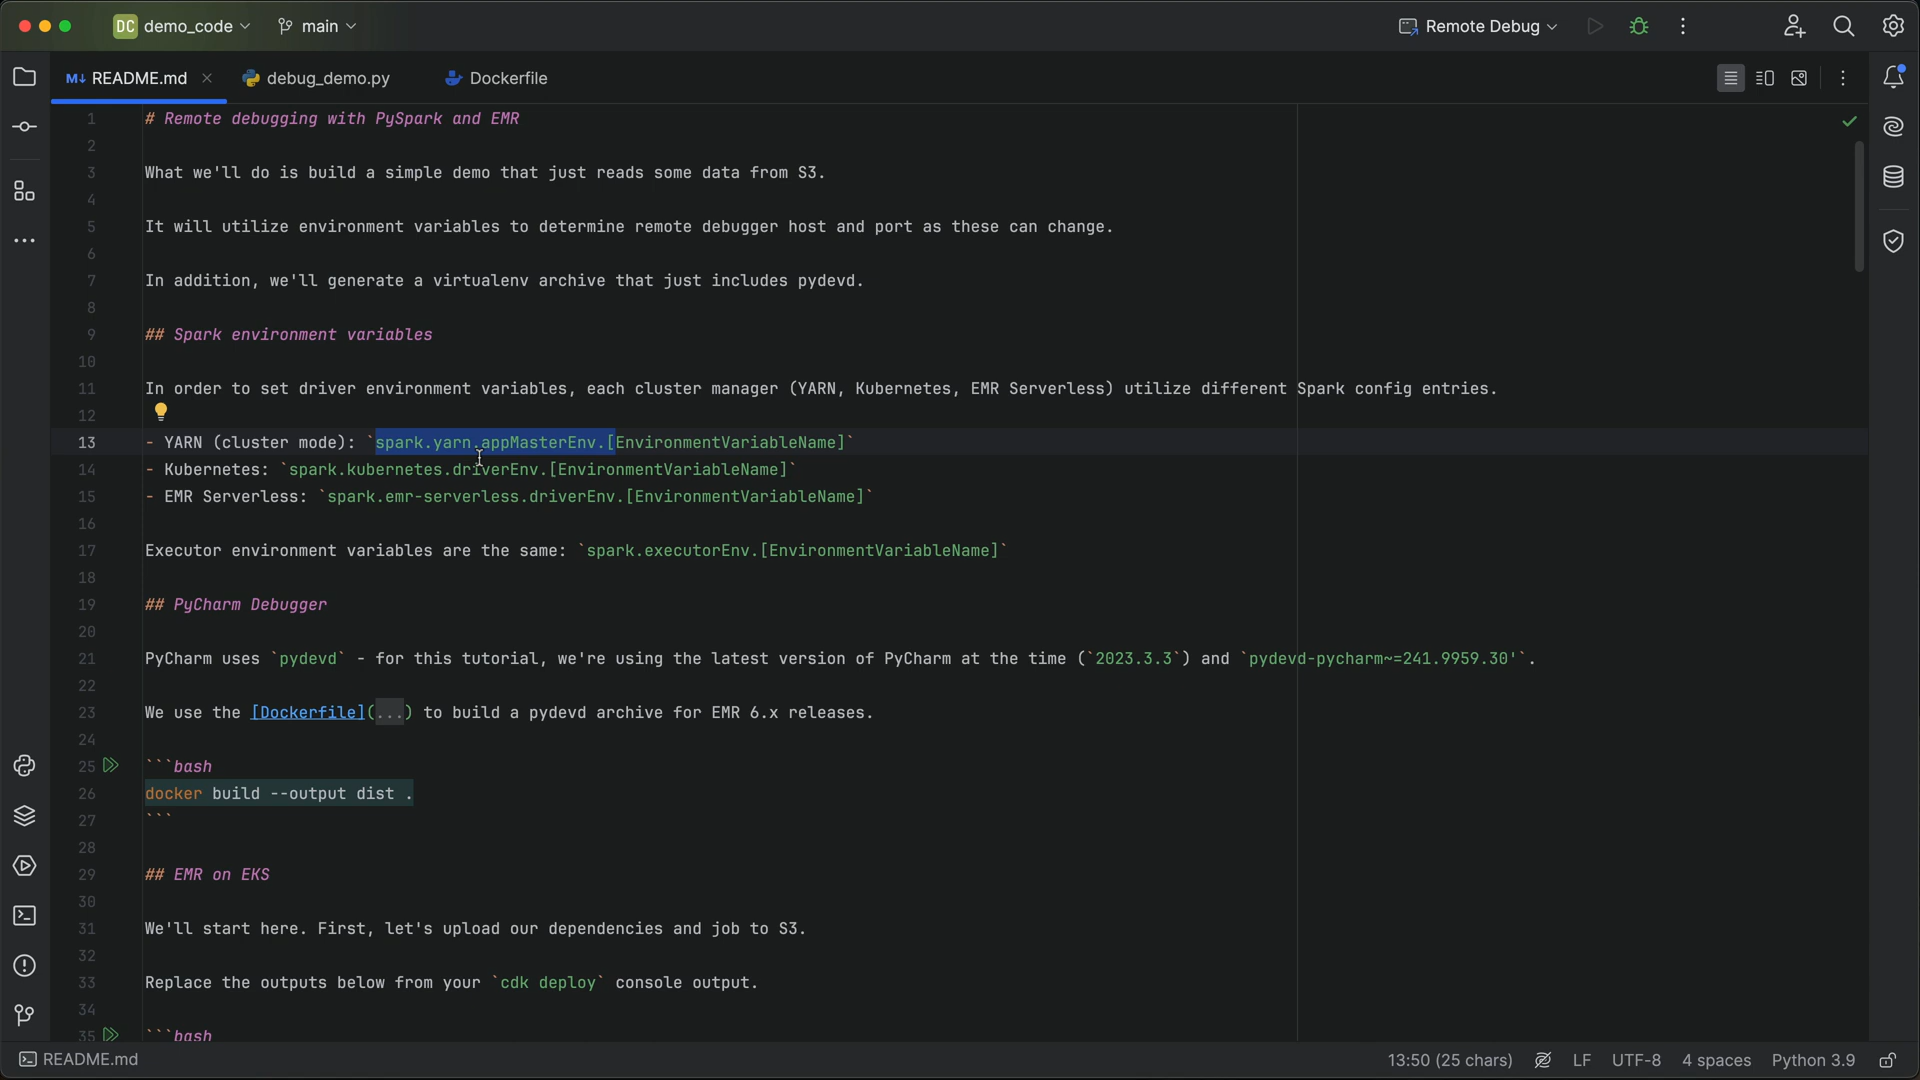 DC demo_code main Remote Debug
README.md debug_demo.py Dockerfile
1 # Remote debugging with PySpark and EMR
2
3 What we'll do is build a simple demo that just reads some data from S3.
4
5 It will utilize environment variables to determine remote debugger host and port as these can change.
6
7 In addition, we'll generate a virtualenv archive that just includes pydevd.
8
9 ## Spark environment variables
10
11 In order to set driver environment variables, each cluster manager (YARN, Kubernetes, EMR Serverless) utilize different Spark config entries.
12
13 - YARN (cluster mode): `spark.yarn.appMasterEnv.[EnvironmentVariableName]`
14 - Kubernetes: `spark.kubernetes.driverEnv.[EnvironmentVariableName]`
15 - EMR Serverless: `spark.emr-serverless.driverEnv.[EnvironmentVariableName]`
16
17 Executor environment variables are the same: `spark.executorEnv.[EnvironmentVariableName]`
18
19 ## PyCharm Debugger
20
21 PyCharm uses `pydevd` - for this tutorial, we're using the latest version of PyCharm at the time (`2023.3.3`) and `pydevd-pycharm~=241.9959.30'`.
22
23 We use the [Dockerfile](...) to build a pydevd archive for EMR 6.x releases.
24
25 ```bash
26 docker build --output dist .
27 ```
28
29 ## EMR on EKS
30
31 We'll start here. First, let's upload our dependencies and job to S3.
32
33 Replace the outputs below from your `cdk deploy` console output.
34
35 ```bash
README.md 13:50 (25 chars) LF UTF-8 4 spaces Python 3.9